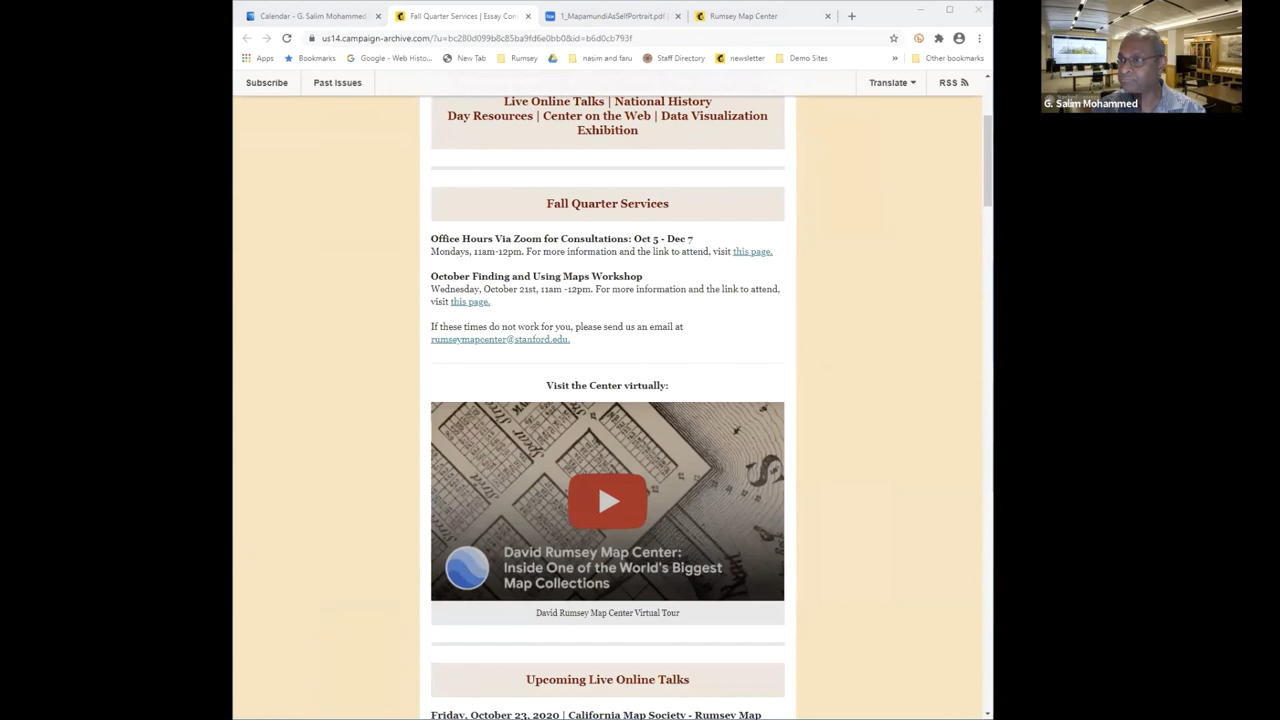 Calendar - G. Salim Mohammed
Fall Quarter Services | Essay Con
1_MapamundiAsSelfPortrait.pdf
Rumsey Map Center
us14.campaign-archive.com/?u=bc280d099b8c85ba9fd6e0bb0&id=b6d0cb793f
Apps
Bookmarks
Google - Web Histo...
New Tab
Rumsey
nasim and faru
Staff Directory
newsletter
Demo Sites
Other bookmarks
Subscribe
Past Issues
Translate
RSS
G. Salim Mohammed
Live Online Talks | National History
Day Resources | Center on the Web | Data Visualization
Exhibition
Fall Quarter Services
Office Hours Via Zoom for Consultations: Oct 5 - Dec 7
Mondays, 11am-12pm. For more information and the link to attend, visit this page.
October Finding and Using Maps Workshop
Wednesday, October 21st, 11am -12pm. For more information and the link to attend,
visit this page.
If these times do not work for you, please send us an email at
rumseymapcenter@stanford.edu.
Visit the Center virtually:
Spear
Street
David Rumsey Map Center:
Inside One of the World's Biggest
Map Collections
David Rumsey Map Center Virtual Tour
Upcoming Live Online Talks
Friday, October 23, 2020 | California Map Society - Rumsey Map